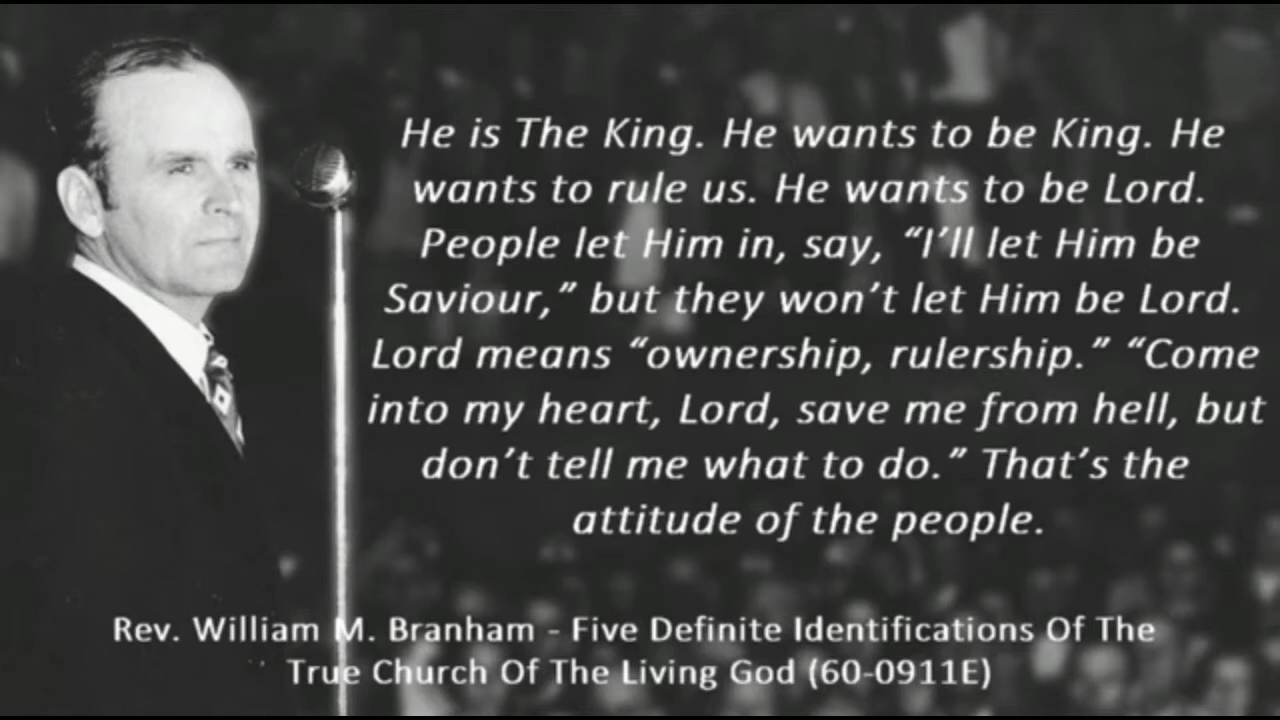 He is The King. He wants to be King. He
wants to rule us. He wants to be Lord.
People let Him in, say, “I’ll let Him be
Saviour,” but they won’t let Him be Lord.
Lord means “ownership, rulership.” “Come
into my heart, Lord, save me from hell, but
don’t tell me what to do.” That’s the
attitude of the people.
Rev. William M. Branham - Five Definite Identifications Of The
True Church Of The Living God (60-0911E)